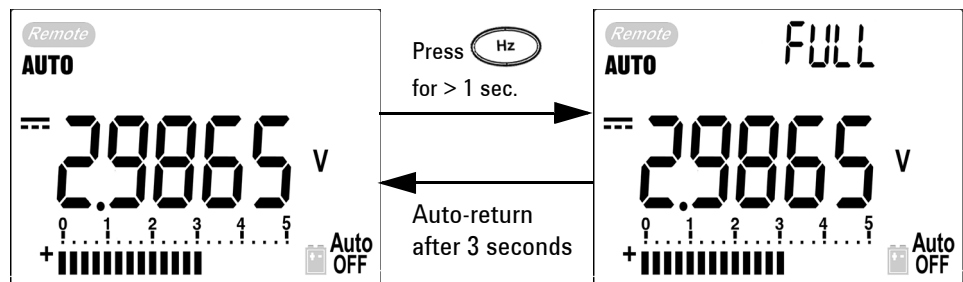 Remote
AUTO
2.9865 V
0 1 2 3 4 5
+
Auto
OFF
Press Hz
for > 1 sec.
Auto-return
after 3 seconds
Remote
FULL
AUTO
2.9865 V
0 1 2 3 4 5
+
Auto
OFF